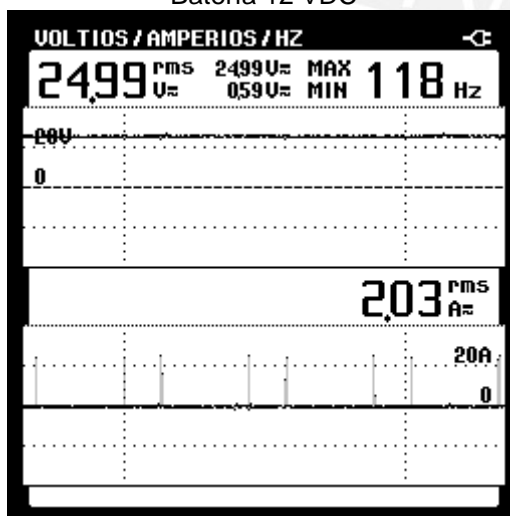 Batería 12 VDC
VOLTIOS / AMPERIOS / HZ
24,99 rms V≂ 24,99 V≂ MAX 118 Hz
0,59 V≂ MIN
20V
0
2,03 rms A≂
20A
0